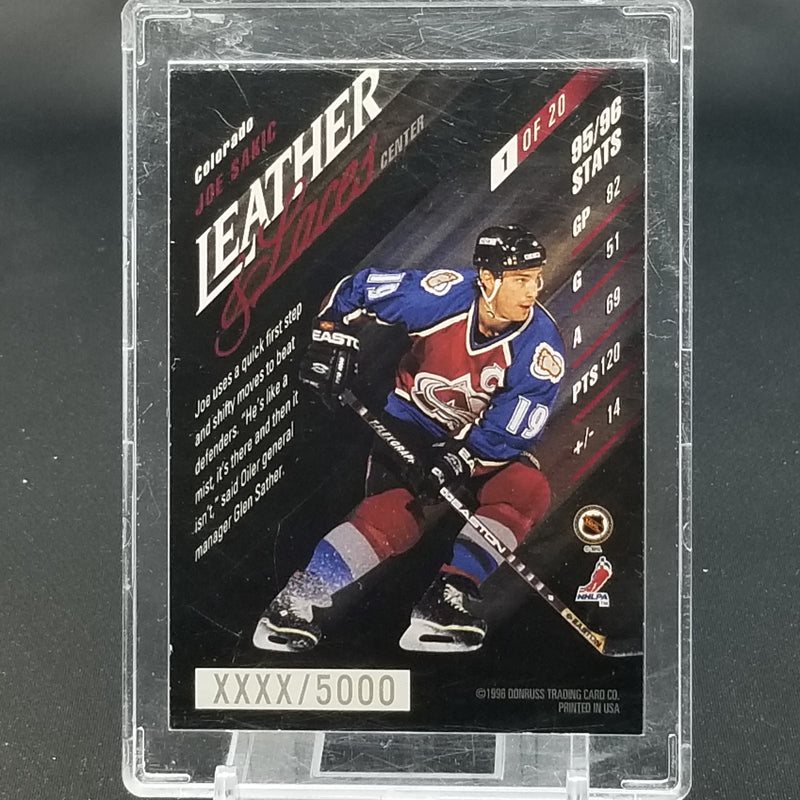 Colorado
JOE SAKIC
LEATHER
& Laces
CENTER
1 OF 20
95/96
STATS
GP 82
G 51
A 69
PTS 120
+/- 14
Joe uses a quick first step
and shifty moves to beat
defenders. "He's like a
mist, it's there and then it
isn't," said Oiler general
manager Glen Sather.
19
C
19
EASTON
EASTON
NHLPA
TM
XXXX/5000
©1996 DONRUSS TRADING CARD CO.
PRINTED IN USA